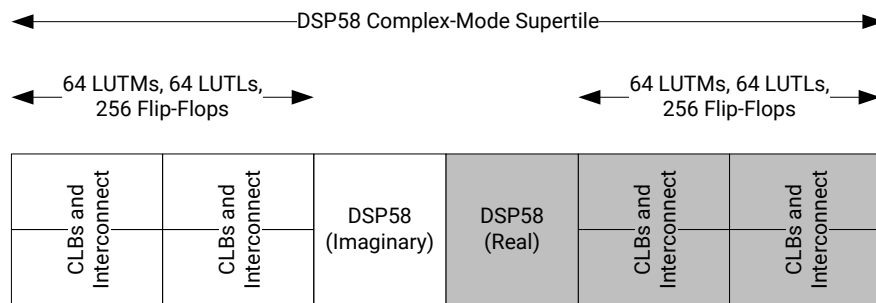 DSP58 Complex-Mode Supertile
64 LUTMs, 64 LUTLs,
256 Flip-Flops
64 LUTMs, 64 LUTLs,
256 Flip-Flops
CLBs and
Interconnect
CLBs and
Interconnect
DSP58
(Imaginary)
DSP58
(Real)
CLBs and
Interconnect
CLBs and
Interconnect